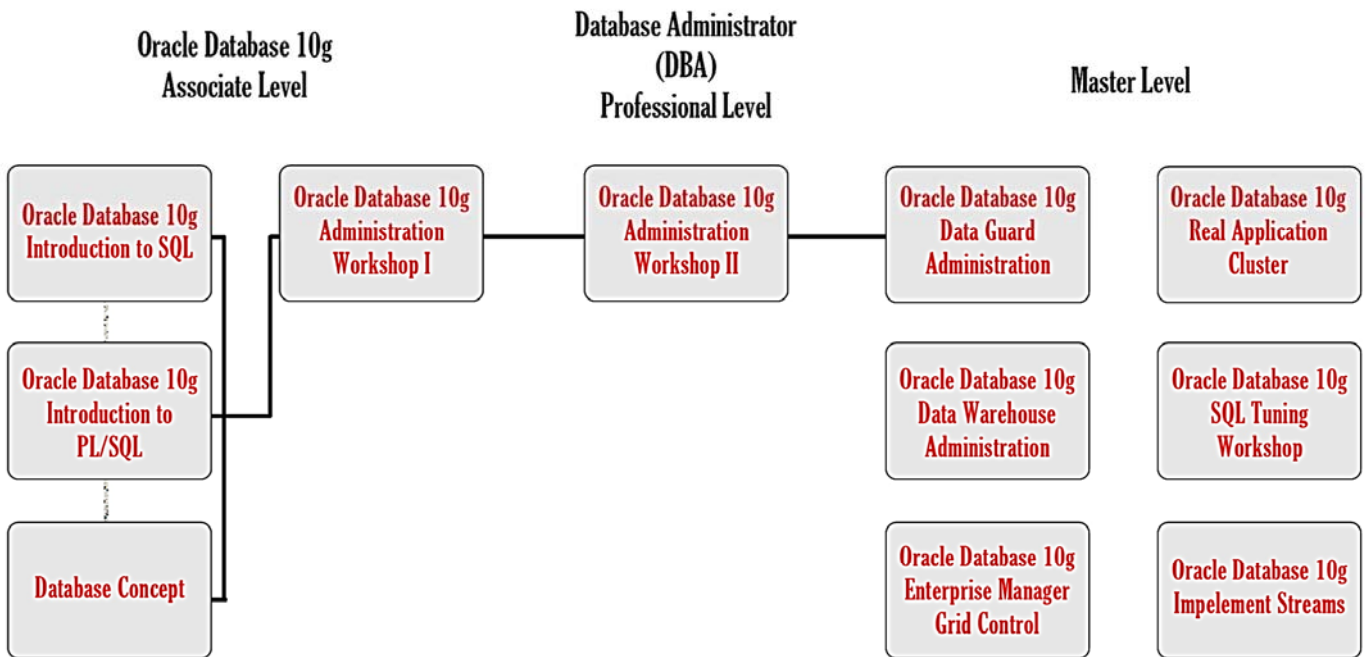 Oracle Database 10g
Associate Level
Database Administrator
(DBA)
Professional Level
Master Level
Oracle Database 10g
Introduction to SQL
Oracle Database 10g
Administration
Workshop I
Oracle Database 10g
Administration
Workshop II
Oracle Database 10g
Data Guard
Administration
Oracle Database 10g
Real Application
Cluster
Oracle Database 10g
Introduction to
PL/SQL
Oracle Database 10g
Data Warehouse
Administration
Oracle Database 10g
SQL Tuning
Workshop
Database Concept
Oracle Database 10g
Enterprise Manager
Grid Control
Oracle Database 10g
Impelement Streams